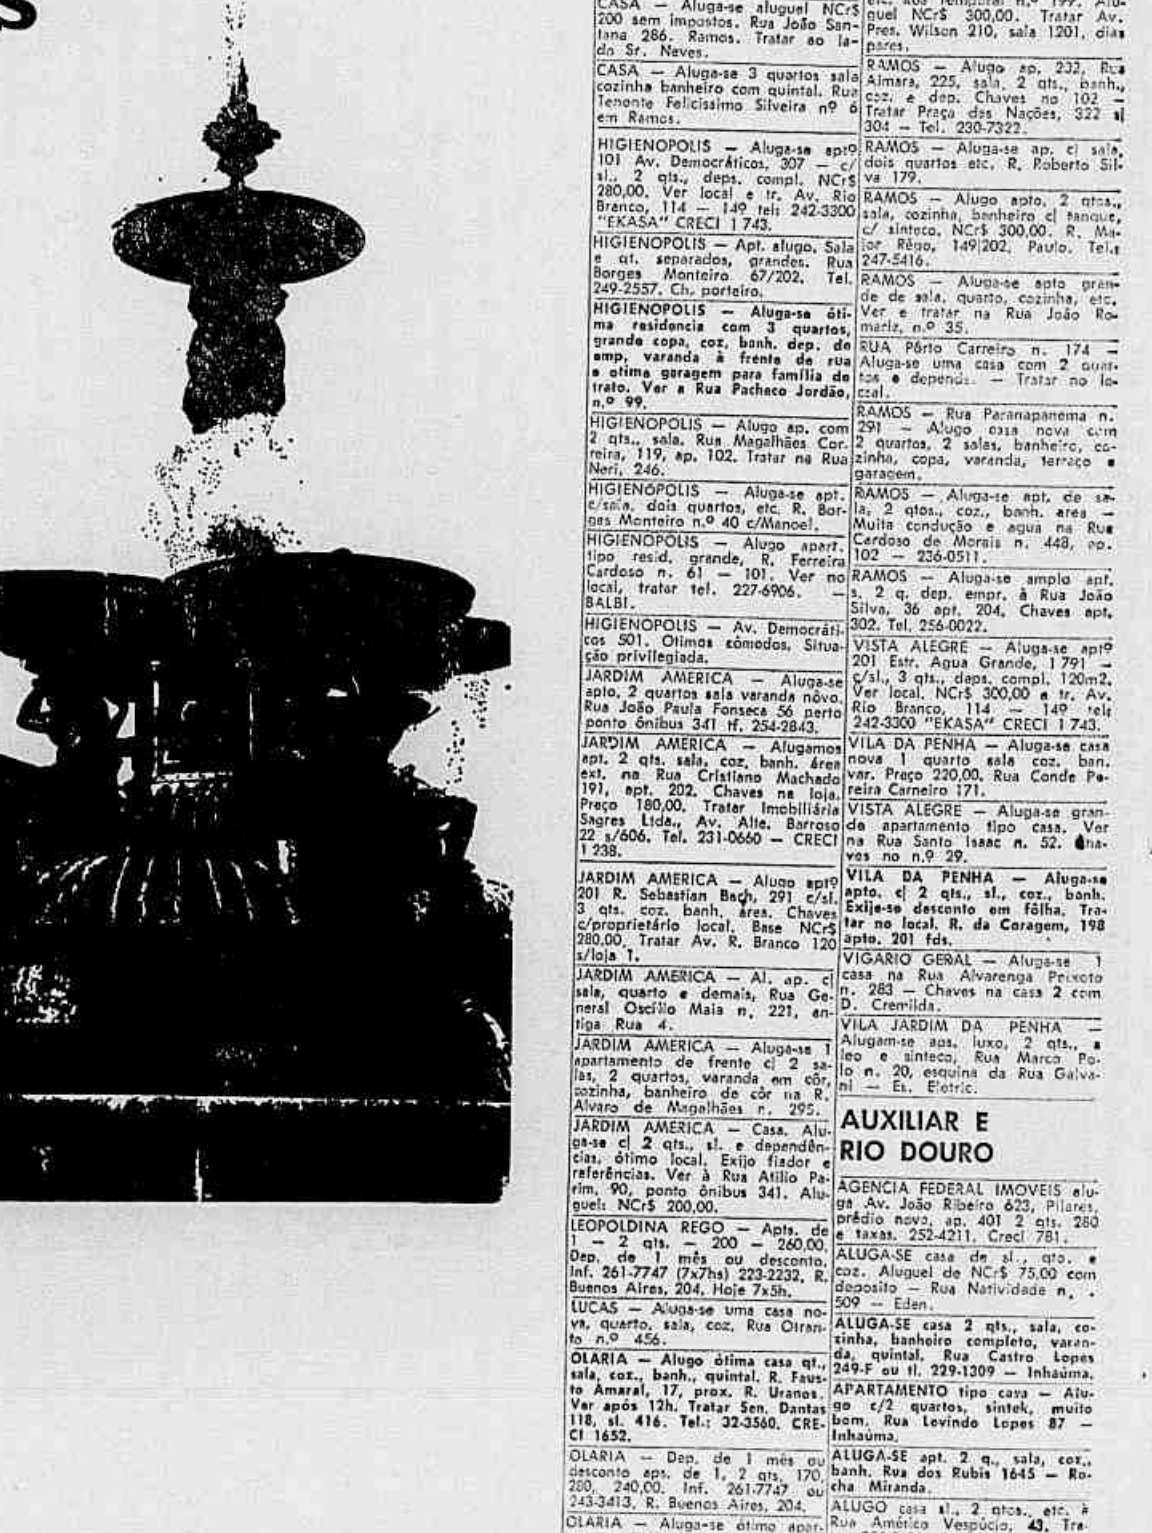 S
CASA — Aluga-se aluguel NCr$
200 sem impostos. Rua João San-
tana 286. Ramos. Tratar ao la-
do Sr. Neves.
CASA — Aluga-se 3 quartos sala
cozinha banheiro com quintal. Rua
Tenente Felicissimo Silveira nº 6
em Ramos.
HIGIENOPOLIS — Aluga-se aptº
101 Av. Democráticos, 307 — c/
sl., 2 qts., deps. compl. NCr$
280,00. Ver local e tr. Av. Rio
Branco, 114 — 14º tel: 242-3300
"EKASA" CRECI 1 743.
HIGIENOPOLIS — Apt. alugo. Sala
e qt. separados, grandes. Rua
Borges Monteiro 67/202. Tel.
249-2557. Ch. porteiro.
HIGIENOPOLIS — Aluga-se óti-
ma residencia com 3 quartos,
grande copa, coz, banh. dep. de
emp, varanda à frente de rua
e otima garagem para família de
trato. Ver a Rua Pacheco Jordão,
n.º 99.
HIGIENOPOLIS — Alugo ap. com
2 qts., sala. Rua Magalhães Cor-
reira, 119, ap. 102. Tratar na Rua
Neri, 246.
HIGIENÓPOLIS — Aluga-se apt.
c/sala, dois quartos, etc. R. Bor-
ges Monteiro n.º 40 c/Manoel.
HIGIENÓPOLIS — Alugo apart.
tipo resid. grande, R. Ferreira
Cardoso n. 61 — 101. Ver no
local, tratar tel. 227-6906. —
BALBI.
HIGIENÓPOLIS — Av. Democráti-
cos 501. Otimos cômodos. Situa-
ção privilegiada.
JARDIM AMERICA — Aluga-se
apto. 2 quartos sala varanda nôvo.
Rua João Paula Fonseca 56 perto
ponto ônibus 341 tf. 254-2843.
JARDIM AMERICA — Alugamos
apt. 2 qts. sala, coz, banh. área
ext. na Rua Cristiano Machado
191, apt. 202. Chaves na loja.
Preço 180,00. Tratar Imobiliária
Sagres Ltda., Av. Alte. Barroso
22 s/606. Tel. 231-0660 — CRECI
1 238.
JARDIM AMERICA — Alugo aptº
201 R. Sebastian Bach, 291 c/sl.
3 qts. coz. banh. área. Chaves
c/proprietário local. Base NCr$
280,00. Tratar Av. R. Branco 120
s/loja 1.
JARDIM AMERICA — Al. ap. c|
sala, quarto e demais, Rua Ge-
neral Oscílio Maia n. 221, an-
tiga Rua 4.
JARDIM AMERICA — Aluga-se 1
apartamento de frente c| 2 sa-
las, 2 quartos, varanda em côr,
cozinha, banheiro de côr na R.
Alvaro de Magalhães n. 295.
JARDIM AMERICA — Casa. Alu-
ga-se c| 2 qts., sl. e dependên-
cias, ótimo local. Exijo fiador e
referências. Ver à Rua Atilio Pa-
rim, 90, ponto ônibus 341. Alu-
guel: NCr$ 200,00.
LEOPOLDINA REGO — Apts. de
1 — 2 qts. — 200 — 260,00.
Dep. de 1 mês ou desconto.
Inf. 261-7747 (7x7hs) 223-2232, R.
Buenos Aires, 204, Hoje 7x5h.
LUCAS — Aluga-se uma casa no-
va, quarto, sala, coz, Rua Otran-
to n.º 456.
OLARIA — Alugo ótima casa qt.,
sala, coz., banh., quintal. R. Faus-
to Amaral, 17, prox. R. Uranos.
Ver após 12h. Tratar Sen. Dantas
118, sl. 416. Tel.: 32-3560. CRE-
CI 1652.
OLARIA — Dep. de 1 mês ou
desconto aps. de 1, 2 qts. 170,
280, 240,00. Inf. 261-7747 ou
243-3413, R. Buenos Aires, 204.
OLARIA — Aluga-se ótimo apar-
n.º 199. Alu-
guel NCr$ 300,00. Tratar Av.
Pres. Wilson 210, sala 1201, dias
pares.
RAMOS — Alugo ap. 232, Rua
Aimara, 225, sala, 2 qts., banh.,
coz. e dep. Chaves no 102 —
Tratar Praça das Nações, 322 s|
304 — Tel. 230-7322.
RAMOS — Aluga-se ap. c| sala,
dois quartos etc. R. Roberto Sil-
va 179.
RAMOS — Alugo apto. 2 qtos.,
sala, cozinha, banheiro c| tanque,
c/ sinteco, NCr$ 300,00. R. Ma-
jor Rêgo, 149|202. Paulo. Tel.:
247-5416.
RAMOS — Aluga-se apto gran-
de de sala, quarto, cozinha, etc.
Ver e tratar na Rua João Ro-
mariz, n.º 35.
RUA Pôrto Carreiro n. 174 —
Aluga-se uma casa com 2 quar-
tos e depends. — Tratar no lo-
cal.
RAMOS — Rua Paranapanema n.
291 — Alugo casa nova com
2 quartos, 2 salas, banheiro, co-
zinha, copa, varanda, terraço e
garagem.
RAMOS — Aluga-se apt. de sa-
la, 2 qtos., coz., banh. area —
Muita condução e agua na Rua
Cardoso de Morais n. 448, ap.
102 — 236-0511.
RAMOS — Aluga-se amplo apt.
s. 2 q. dep. empr. à Rua João
Silva, 36 apt. 204. Chaves apt.
302. Tel. 256-0022.
VISTA ALEGRE — Aluga-se aptº
201 Estr. Agua Grande, 1 791 —
c/sl., 3 qts., deps. compl. 120m2.
Ver local. NCr$ 300,00 e tr. Av.
Rio Branco, 114 — 14º tel:
242-3300 "EKASA" CRECI 1 743.
VILA DA PENHA — Aluga-se casa
nova 1 quarto sala coz. ban.
var. Preço 220,00. Rua Conde Pe-
reira Carneiro 171.
VISTA ALEGRE — Aluga-se gran-
de apartamento tipo casa. Ver
na Rua Santo Isaac n. 52. Cha-
ves no n.º 29.
VILA DA PENHA — Aluga-se
apto. c| 2 qts., sl., coz., banh.
Exije-se desconto em fôlha. Tra-
tar no local. R. da Coragem, 198
apto. 201 fds.
VIGARIO GERAL — Aluga-se 1
casa na Rua Alvarenga Peixoto
n. 283 — Chaves na casa 2 com
D. Cremilda.
VILA JARDIM DA PENHA —
Alugam-se aps. luxo, 2 qts., a
leo e sinteco, Rua Marco Po-
lo n. 20, esquina da Rua Galva-
ni — Es. Eletric.
AUXILIAR E
RIO DOURO
AGENCIA FEDERAL IMOVEIS alu-
ga Av. João Ribeiro 623, Pilares,
prédio novo, ap. 401 2 qts. 280
e taxas. 252-4211. Creci 781.
ALUGA-SE casa de sl., qto. e
coz. Aluguel de NCr$ 75,00 com
deposito — Rua Natividade n. .
509 — Eden.
ALUGA-SE casa 2 qts., sala, co-
zinha, banheiro completo, varan-
da, quintal. Rua Castro Lopes
249-F ou tl. 229-1309 — Inhaúma.
APARTAMENTO tipo casa — Alu-
go c/2 quartos, sintek, muito
bom. Rua Levindo Lopes 87 —
Inhaúma.
ALUGA-SE apt. 2 q., sala, coz.,
banh. Rua dos Rubis 1645 — Ro-
cha Miranda.
ALUGO casa sl., 2 qtos., etc. à
Rua Américo Vespúcio, 43, Tra-